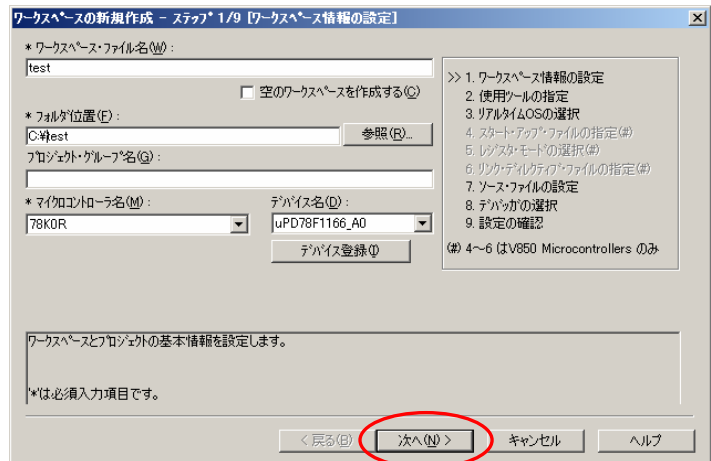 ワークスペースの新規作成 - ステップ 1/9 [ワークスペース情報の設定]
* ワークスペース・ファイル名(W) :
test
空のワークスペースを作成する(C)
* フォルダ位置(F) :
C:¥test
参照(R)...
プロジェクト・グループ名(G) :
* マイクロコントローラ名(M) :
デバイス名(D) :
78K0R
uPD78F1166_A0
デバイス登録(I)
>> 1. ワークスペース情報の設定
2. 使用ツールの指定
3. リアルタイムOSの選択
4. スタート・アップ・ファイルの指定(#)
5. レジスタ・モードの選択(#)
6. リンク・ディレクティブ・ファイルの指定(#)
7. ソース・ファイルの設定
8. デバッガの選択
9. 設定の確認
(#) 4～6 はV850 Microcontrollers のみ
ワークスペースとプロジェクトの基本情報を設定します。
'*'は必須入力項目です。
< 戻る(B)
次へ(N) >
キャンセル
ヘルプ